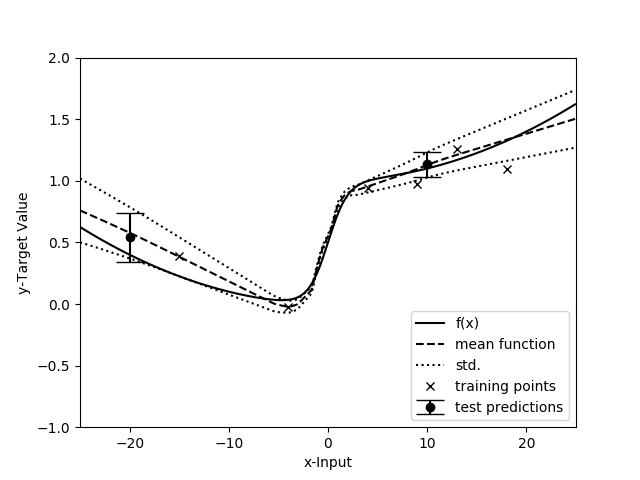 2.0
1.5
1.0
0.5
0.0
−0.5
−1.0
y-Target Value
f(x)
mean function
std.
training points
test predictions
−20 −10 0 10 20
x-Input